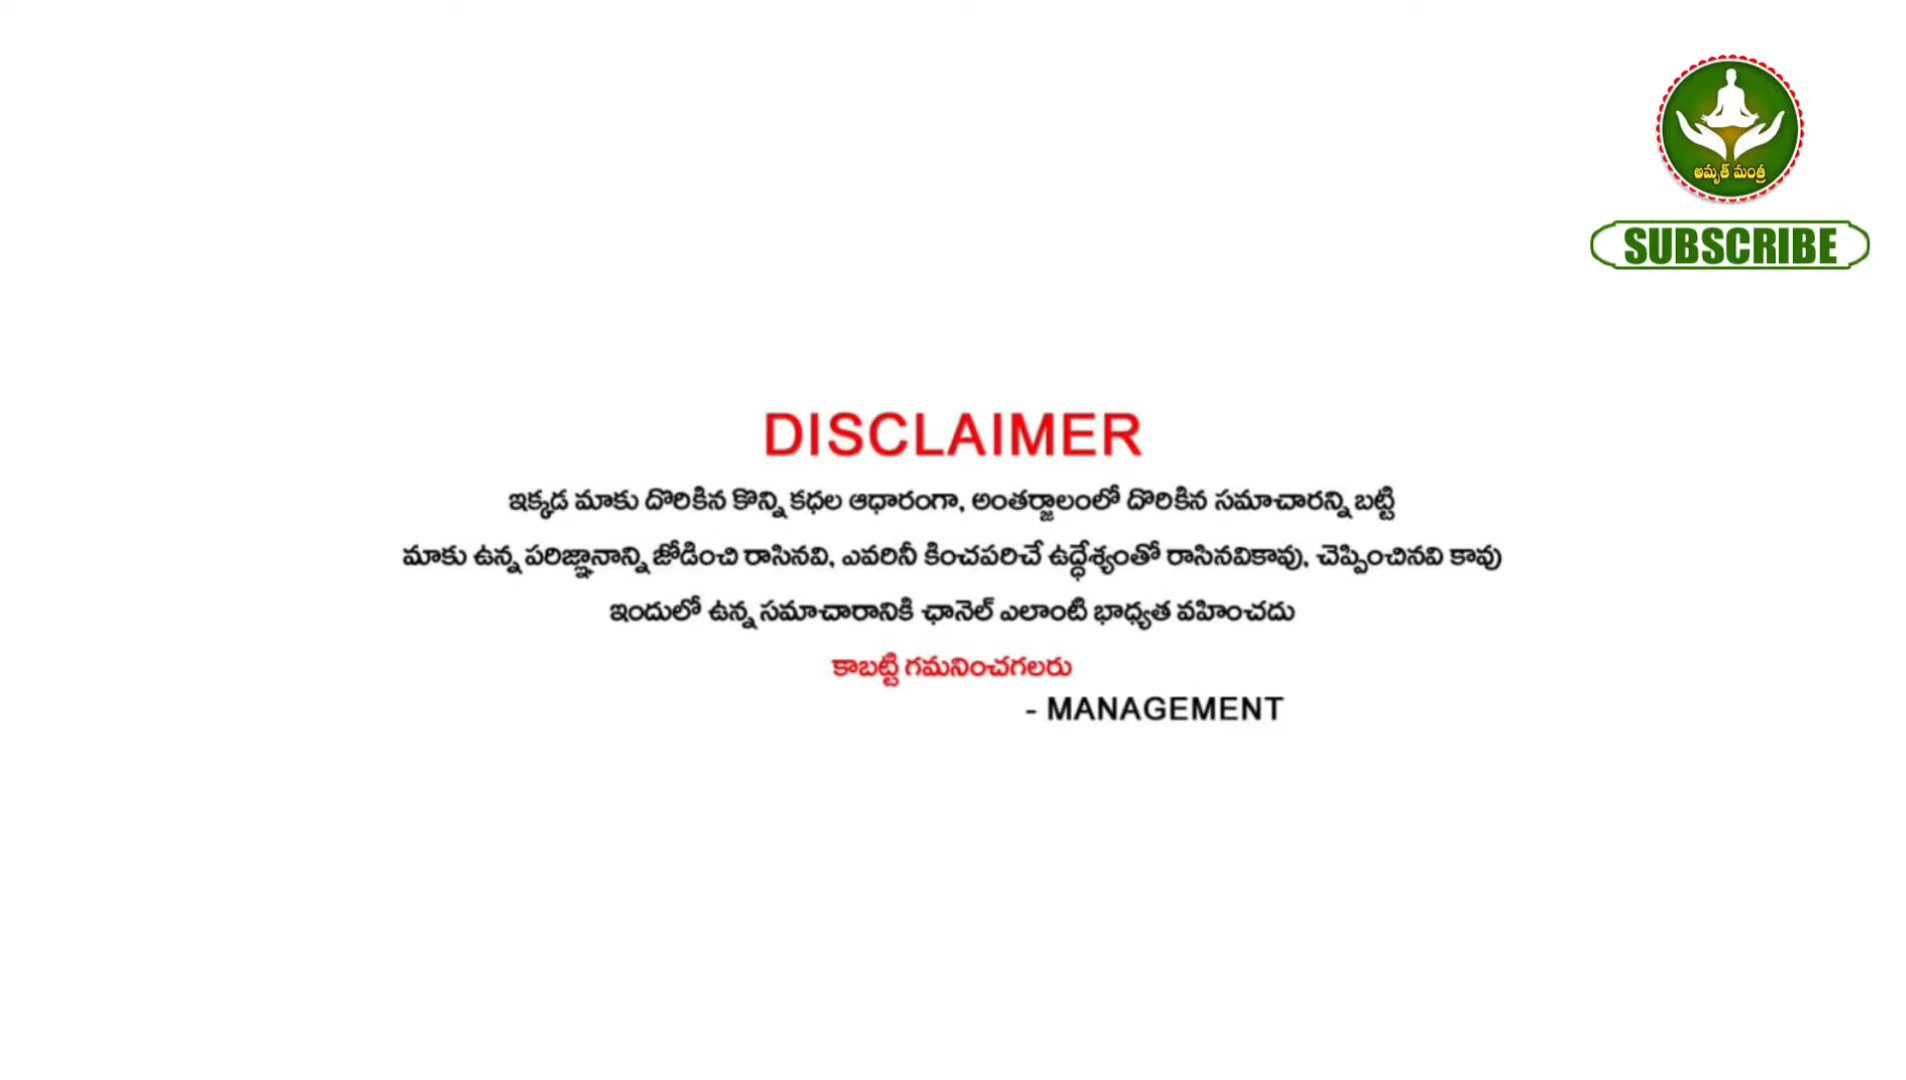 అమృత్ మంత్ర
SUBSCRIBE
DISCLAIMER
ఇక్కడ మాకు దొరికిన కొన్ని కధల ఆధారంగా, అంతర్జాలంలో దొరికిన సమాచారన్ని బట్టి
మాకు ఉన్న పరిజ్ఞానాన్ని జోడించి రాసినవి, ఎవరినీ కించపరిచే ఉద్ధేశ్యంతో రాసినవికావు, చెప్పించినవి కావు
ఇందులో ఉన్న సమాచారానికి ఛానెల్ ఎలాంటి భాధ్యత వహించదు
కాబట్టి గమనించగలరు
- MANAGEMENT